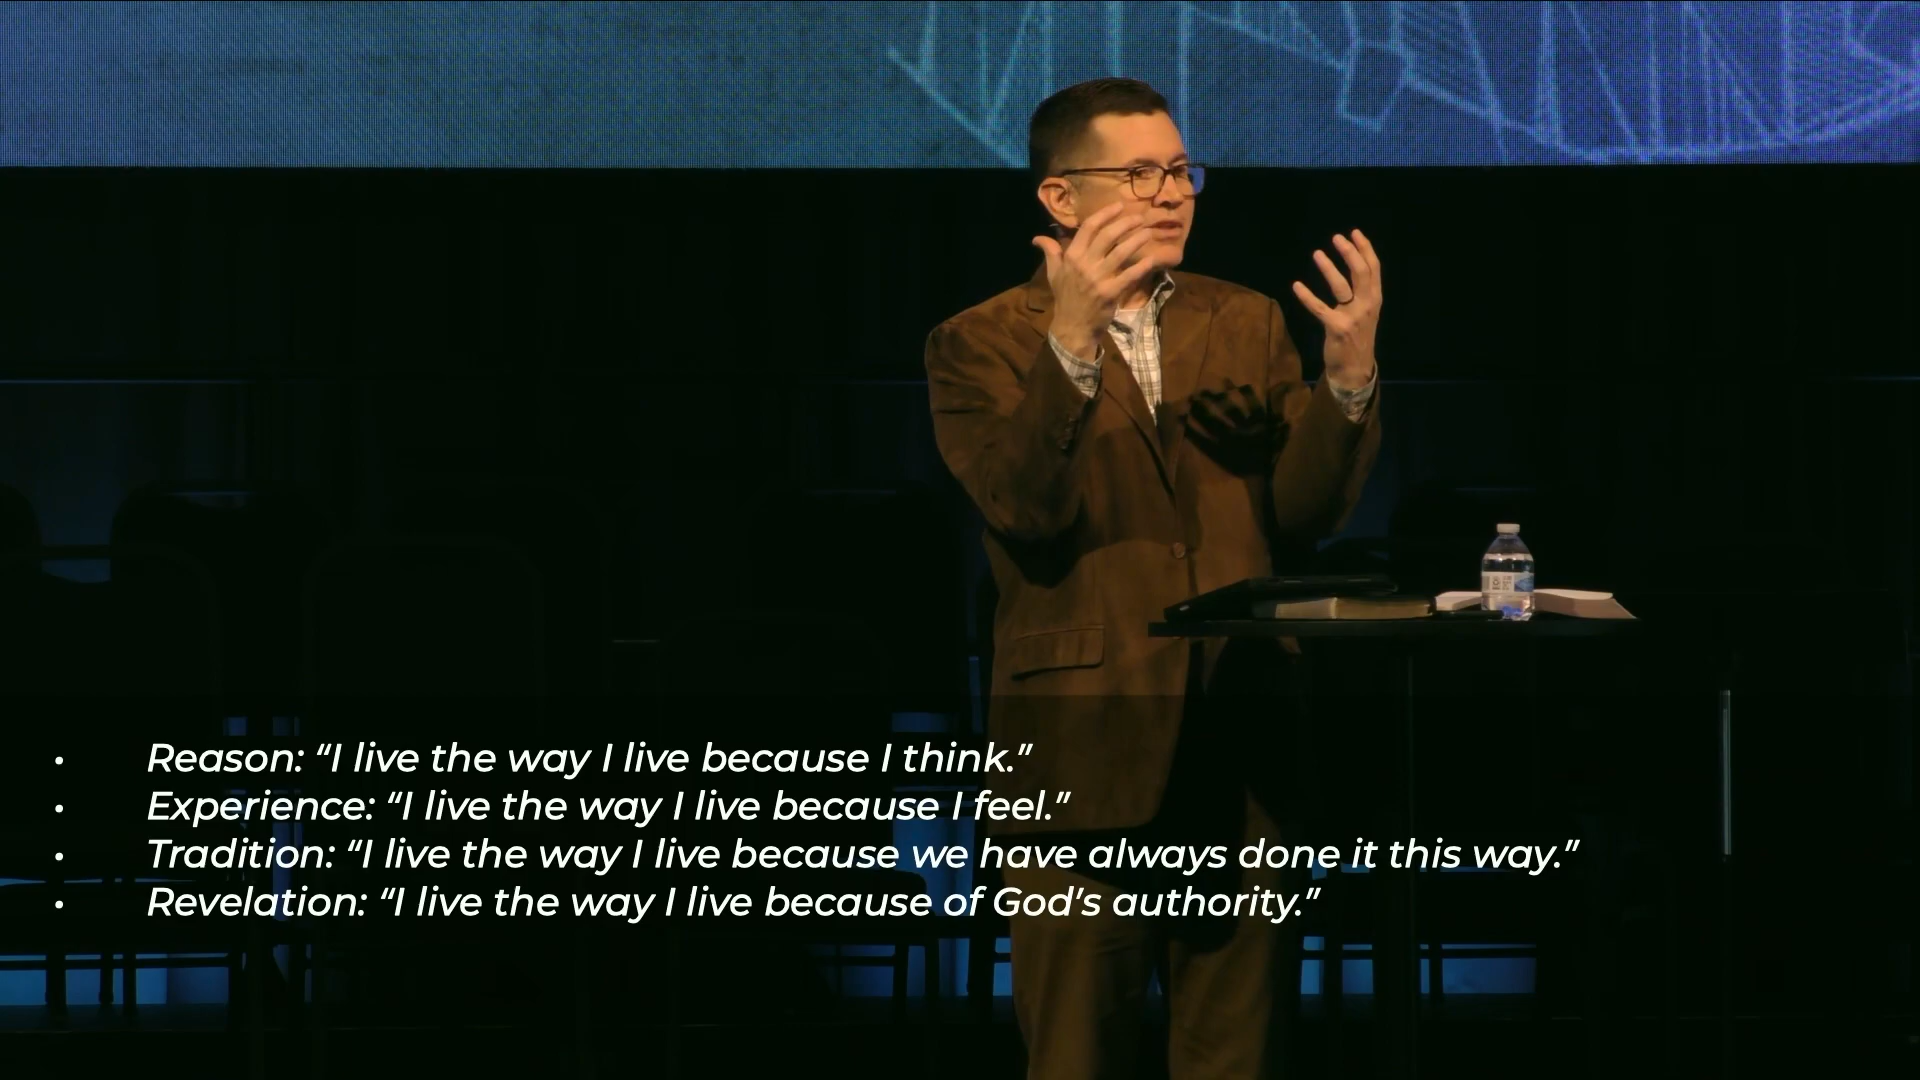 • Reason: “I live the way I live because I think.”
• Experience: “I live the way I live because I feel.”
• Tradition: “I live the way I live because we have always done it this way.”
• Revelation: “I live the way I live because of God’s authority.”